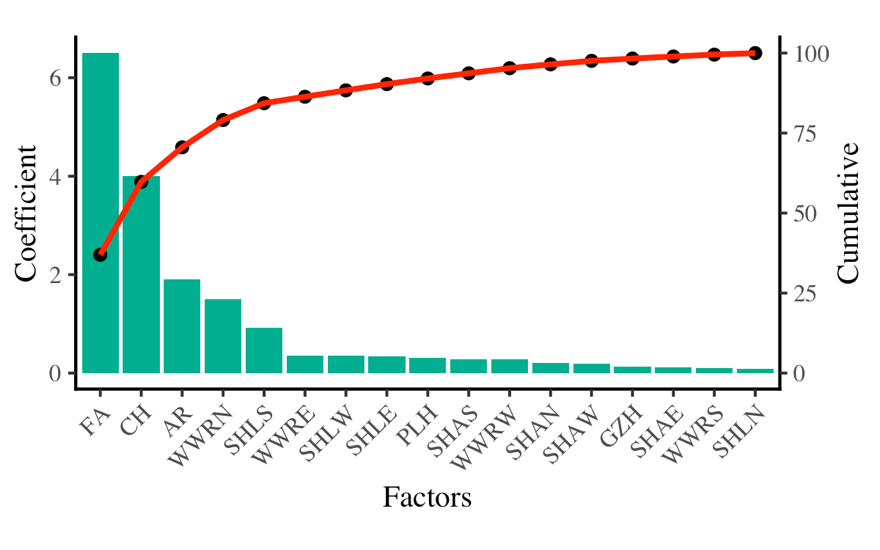 Coefficient
6
4
2
0
100
75
50
25
0
Cumulative
FA
CH
AR
WWRN
SHLS
WWRE
SHLW
SHLE
PLH
SHAS
WWRW
SHAN
SHAW
GZH
SHAE
WWRS
SHLN
Factors